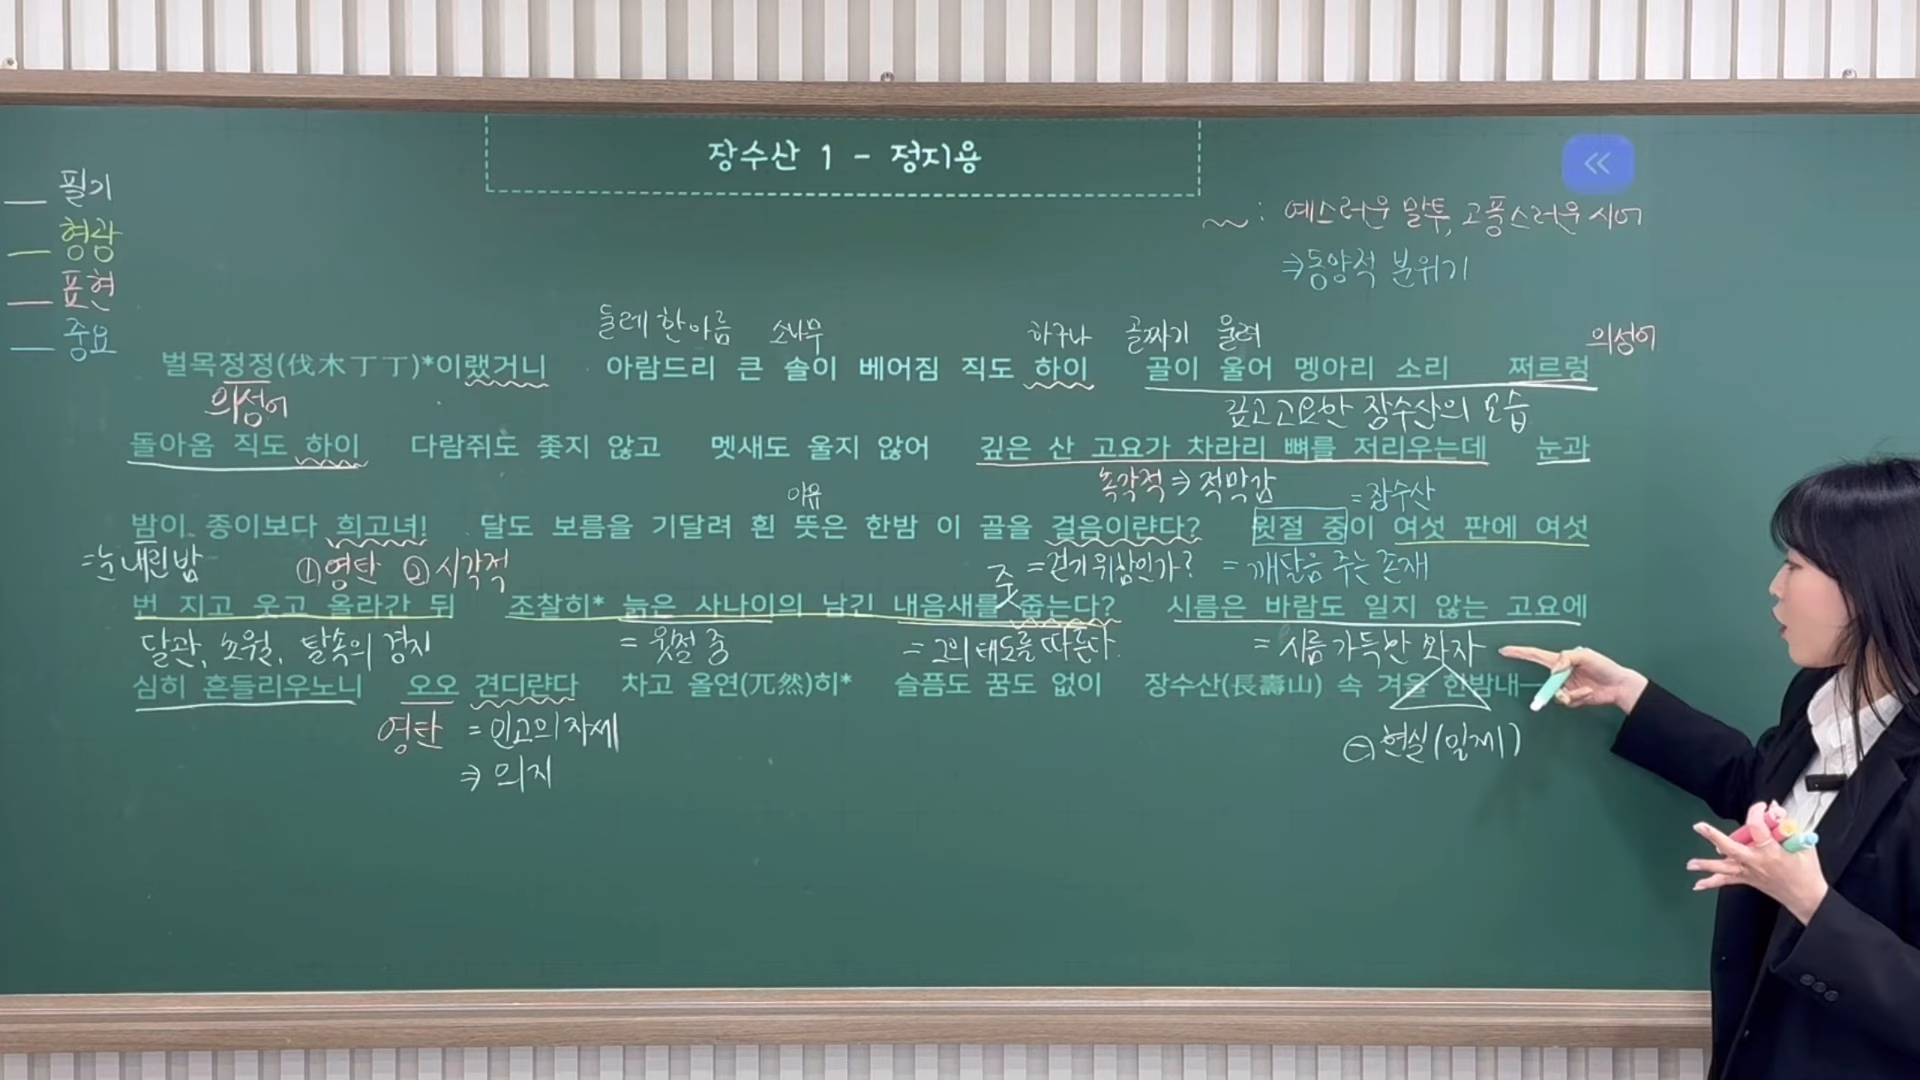 장수산 1 - 정지용
필기
형광
표현
중요
~ : 예스러운 말투, 고풍스러운 시어
⇒ 동양적 분위기
둘레 한아름 소나무 하구나 골짜기 울려 의성어
벌목정정(伐木丁丁)*이랬거니 아람드리 큰 솔이 베어짐 직도 하이 골이 울어 멩아리 소리 쩌르렁
의성어 깊고 고요한 장수산의 모습
돌아옴 직도 하이 다람쥐도 좇지 않고 멧새도 울지 않어 깊은 산 고요가 차라리 뼈를 저리우는데 눈과
촉각적 ⇒ 적막감
이유 = 장수산
밤이 종이보다 희고녀! 달도 보름을 기달려 흰 뜻은 한밤 이 골을 걸음이랸다? 윗절 중이 여섯 판에 여섯
= 눈 내린 밤 ① 영탄 ② 시각적 = 걷기 위함인가? = 깨달음 주는 존재
줏
번 지고 웃고 올라간 뒤 조찰히* 늙은 사나이의 남긴 내음새를 줍는다? 시름은 바람도 일지 않는 고요에
달관, 초월, 탈속의 경지 = 윗절 중 = 그의 태도를 따른다. = 시름 가득한 화자
심히 흔들리우노니 오오 견디랸다 차고 올연(兀然)히* 슬픔도 꿈도 없이 장수산(長壽山) 속 겨울 한밤내—
영탄 = 인고의 자세 ⊖ 현실(일제)
⇒ 의지